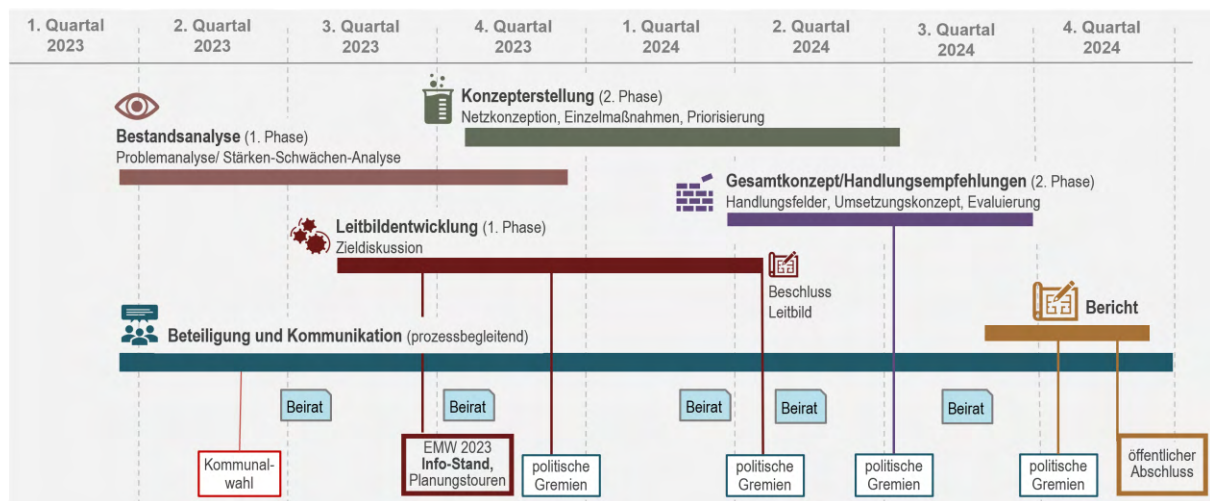 1. Quartal
2023
2. Quartal
2023
3. Quartal
2023
4. Quartal
2023
1. Quartal
2024
2. Quartal
2024
3. Quartal
2024
4. Quartal
2024
Konzepterstellung (2. Phase)
Netzkonzeption, Einzelmaßnahmen, Priorisierung
Bestandsanalyse (1. Phase)
Problemanalyse/ Stärken-Schwächen-Analyse
Gesamtkonzept/Handlungsempfehlungen (2. Phase)
Handlungsfelder, Umsetzungskonzept, Evaluierung
Leitbildentwicklung (1. Phase)
Zieldiskussion
Beschluss
Leitbild
Bericht
Beteiligung und Kommunikation (prozessbegleitend)
Beirat
Beirat
Beirat
Beirat
Beirat
Kommunal-
wahl
EMW 2023
Info-Stand,
Planungstouren
politische
Gremien
politische
Gremien
politische
Gremien
politische
Gremien
öffentlicher
Abschluss